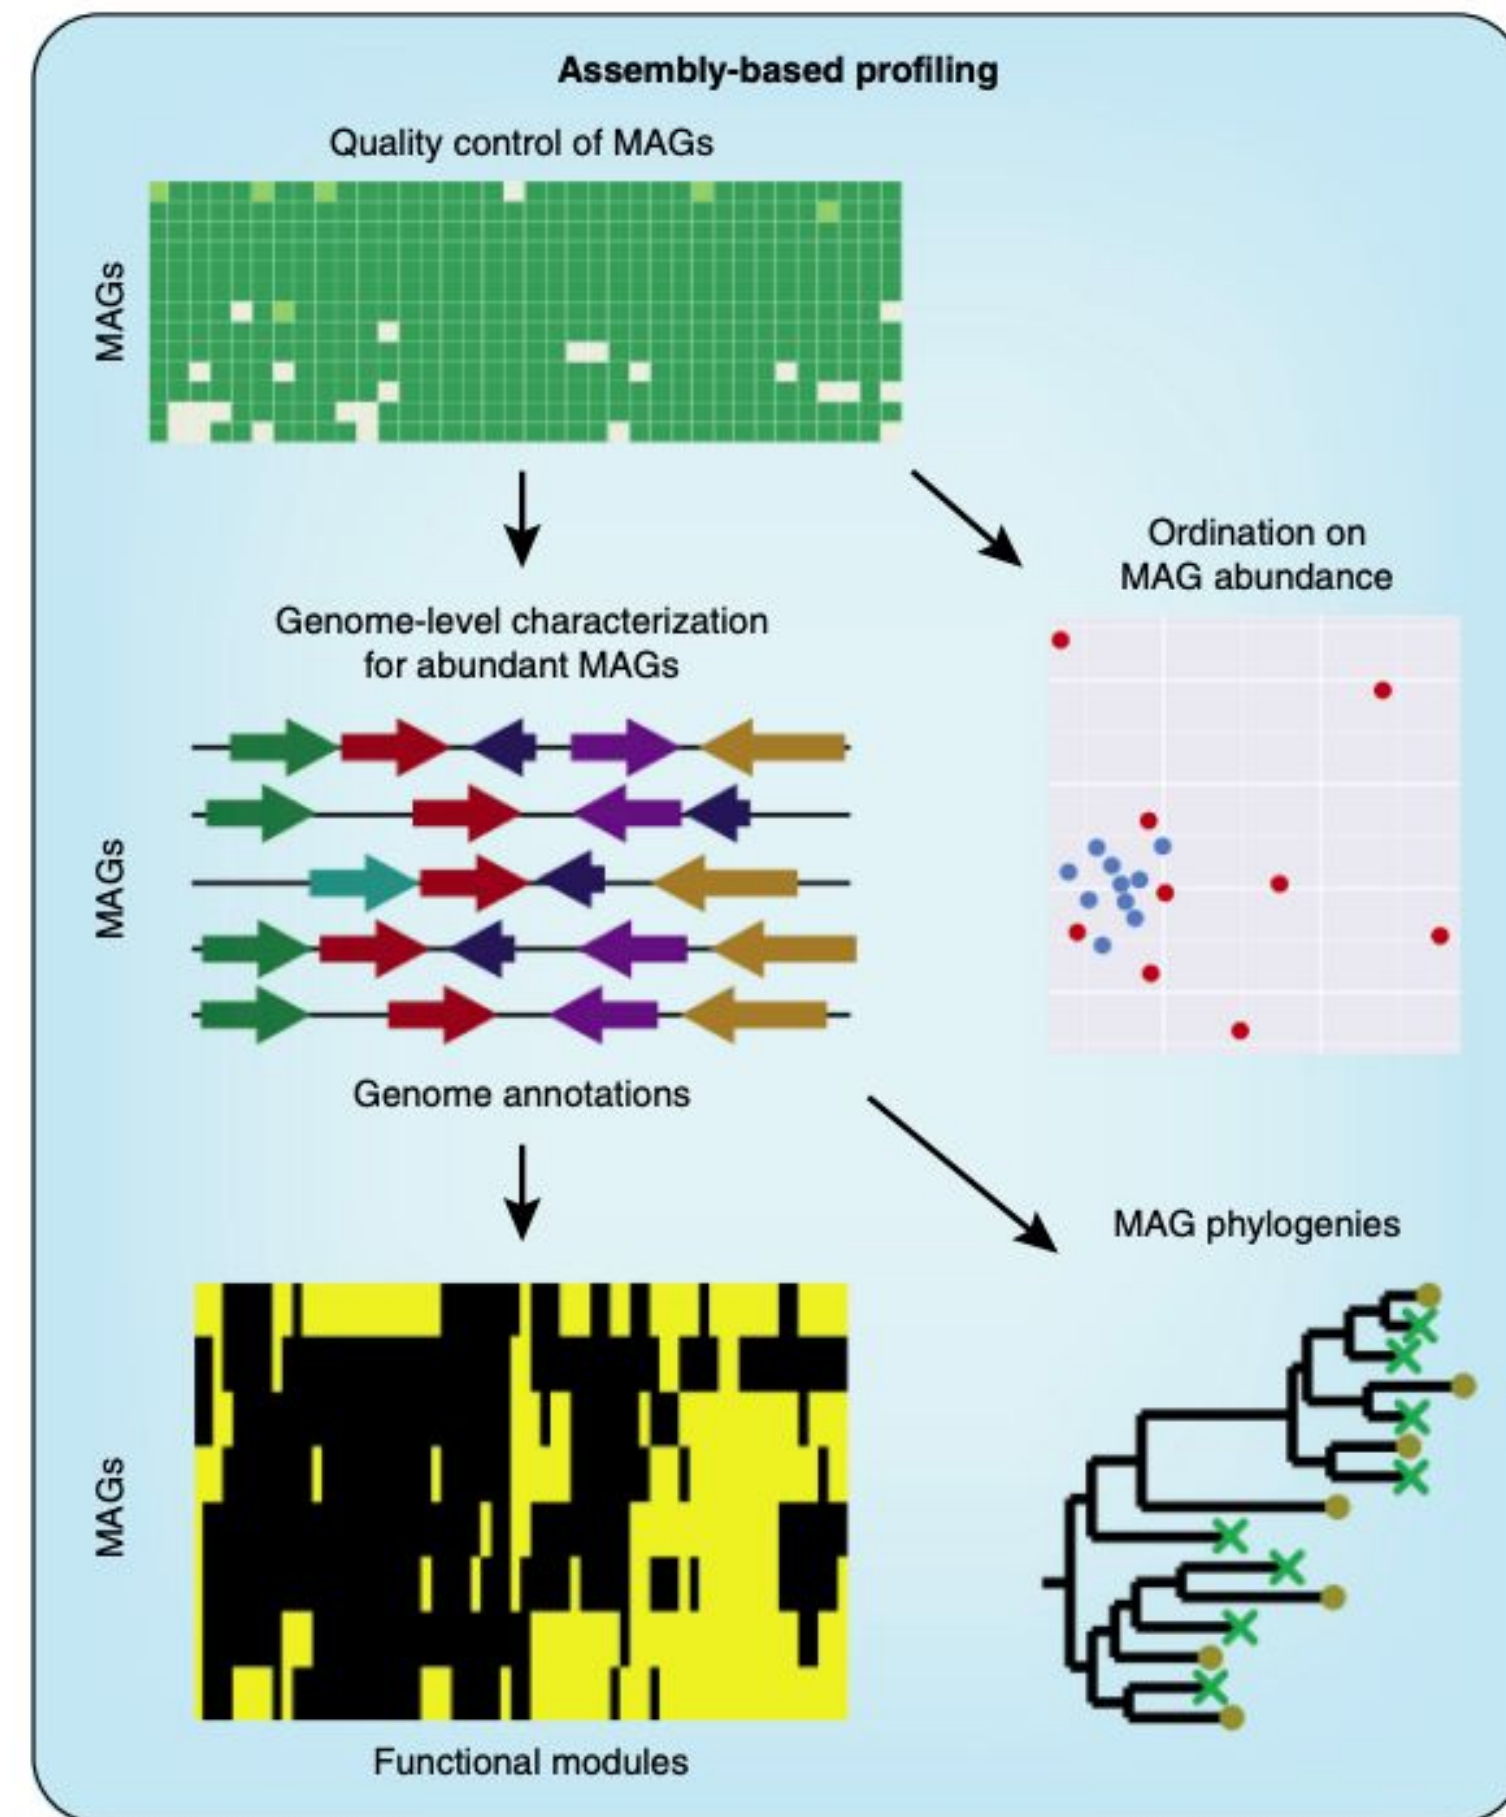 Assembly-based profiling
Quality control of MAGs
MAGs
Ordination on
MAG abundance
Genome-level characterization
for abundant MAGs
MAGs
Genome annotations
MAG phylogenies
MAGs
Functional modules